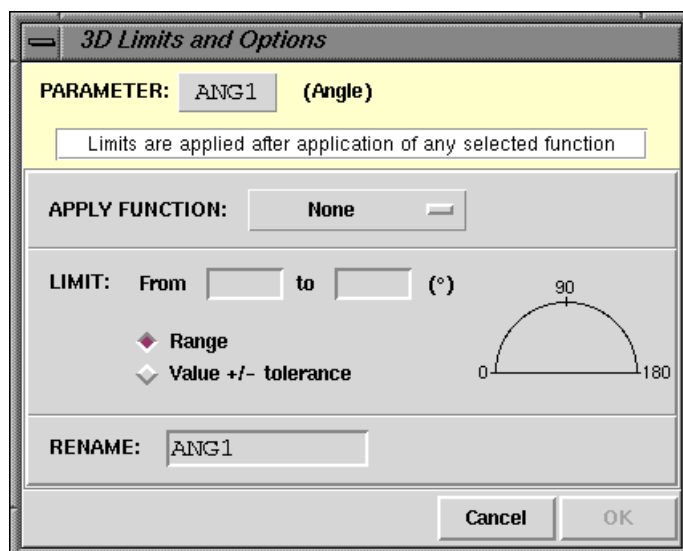 3D Limits and Options
PARAMETER: ANG1 (Angle)
Limits are applied after application of any selected function
APPLY FUNCTION: None
LIMIT: From to (°)
90
Range
Value +/- tolerance
0 180
RENAME: ANG1
Cancel OK